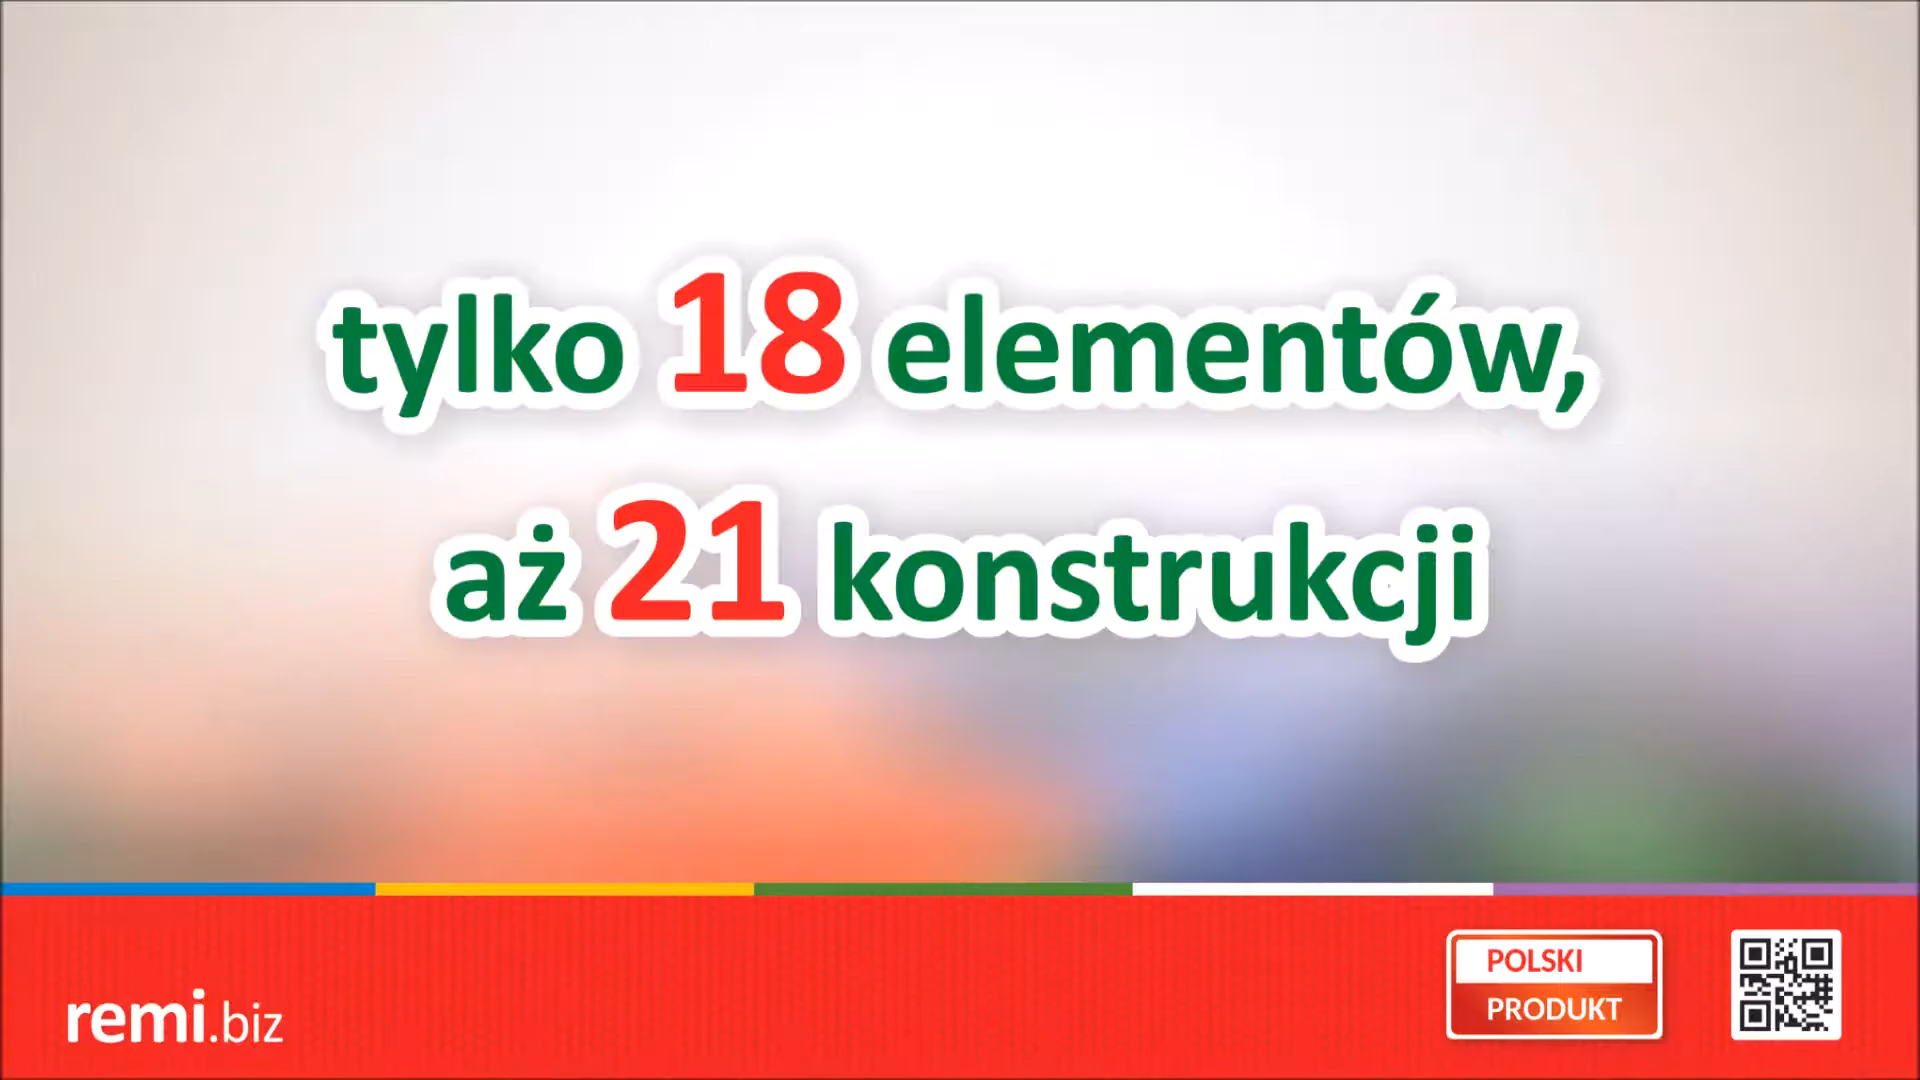 tylko 18 elementów,
aż 21 konstrukcji
remi.biz
POLSKI
PRODUKT